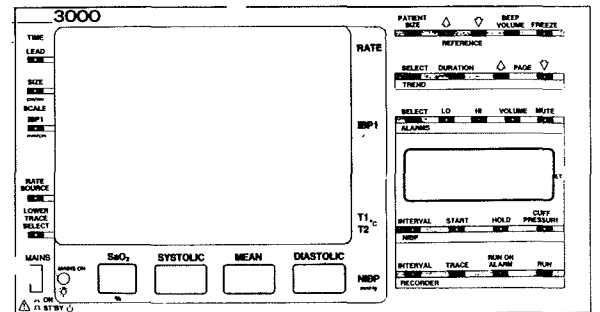 3000
TIME
LEAD
SIZE
SCALE
IBP1
RATE
SOURCE
LOWER
TRACE
SELECT
MAINS
MAINS ON
ON
ST'BY
RATE
IBP1
T1 °C
T2
NIBP
SaO₂ SYSTOLIC MEAN DIASTOLIC
%
PATIENT SIZE BEEP VOLUME FREEZE
REFERENCE
SELECT DURATION PAGE
TREND
SELECT LO HI VOLUME MUTE
ALARMS
INTERVAL START HOLD CUFF PRESSURE
NIBP
INTERVAL TRACE RUN ON ALARM RUN
RECORDER